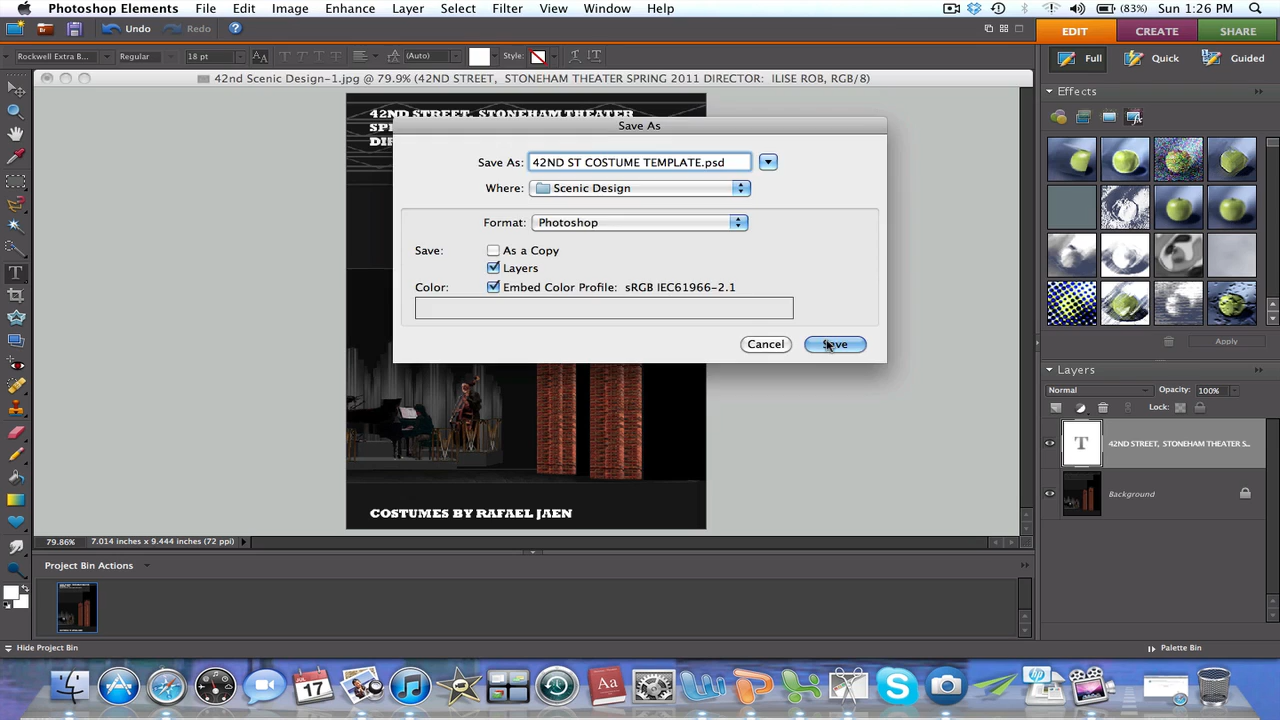 Photoshop Elements File Edit Image Enhance Layer Select Filter View Window Help (83%) Sun 1:26 PM
Undo Redo EDIT CREATE SHARE
Rockwell Extra B... Regular 18 pt (Auto) Style: Full Quick Guided
42nd Scenic Design-1.jpg @ 79.9% (42ND STREET, STONEHAM THEATER SPRING 2011 DIRECTOR: ILISE ROB, RGB/8)
Effects
42ND STREET, STONEHAM THEATER
Save As
Save As: 42ND ST COSTUME TEMPLATE.psd
Where: Scenic Design
Format: Photoshop
Save: As a Copy
Layers
Color: Embed Color Profile: sRGB IEC61966-2.1
Cancel Save
Apply
Layers
Normal Opacity: 100%
Lock:
T 42ND STREET, STONEHAM THEATER S...
Background
COSTUMES BY RAFAEL JAEN
79.86% 7.014 inches x 9.444 inches (72 ppi)
Project Bin Actions
Hide Project Bin Palette Bin
JUL
17
Aa